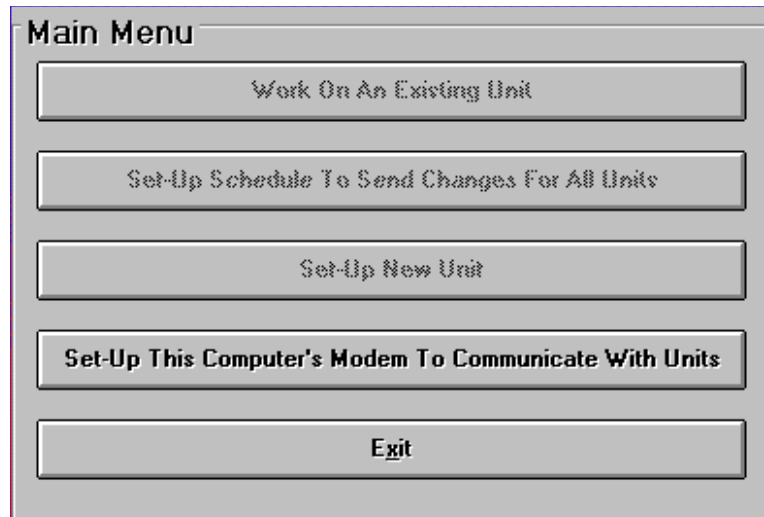 Main Menu
Work On An Existing Unit
Set-Up Schedule To Send Changes For All Units
Set-Up New Unit
Set-Up This Computer's Modem To Communicate With Units
Exit